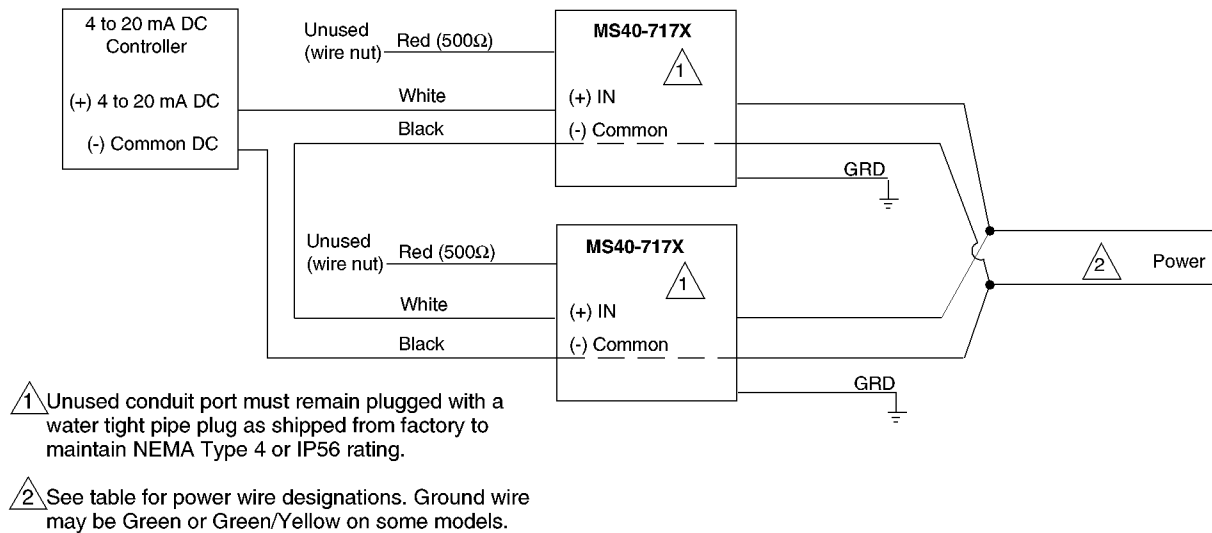 4 to 20 mA DC
Controller
(+) 4 to 20 mA DC
(-) Common DC
Unused
(wire nut)
Red (500Ω)
White
Black
MS40-717X
1
(+) IN
(-) Common
GRD
Unused
(wire nut)
Red (500Ω)
White
Black
MS40-717X
1
(+) IN
(-) Common
GRD
2
Power
1 Unused conduit port must remain plugged with a
water tight pipe plug as shipped from factory to
maintain NEMA Type 4 or IP56 rating.
2 See table for power wire designations. Ground wire
may be Green or Green/Yellow on some models.